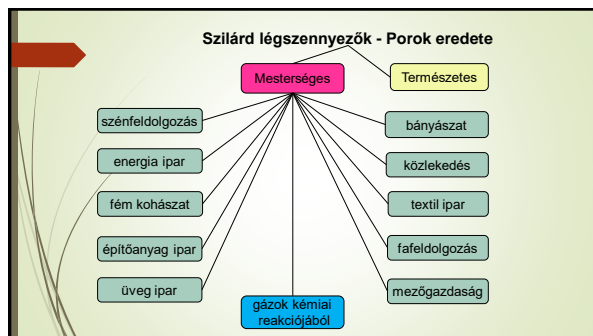 Szilárd légszennyezők - Porok eredete
Mesterséges
Természetes
szénfeldolgozás
bányászat
energia ipar
közlekedés
fém kohászat
textil ipar
építőanyag ipar
fafeldolgozás
üveg ipar
mezőgazdaság
gázok kémiai
reakciójából